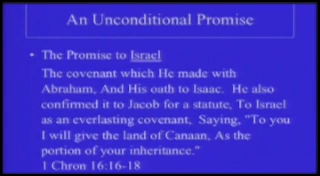 An Unconditional Promise
• The Promise to Israel
The covenant which He made with
Abraham, And His oath to Isaac. He also
confirmed it to Jacob for a statute, To Israel
as an everlasting covenant, Saying, "To you
I will give the land of Canaan, As the
portion of your inheritance."
1 Chron 16:16-18